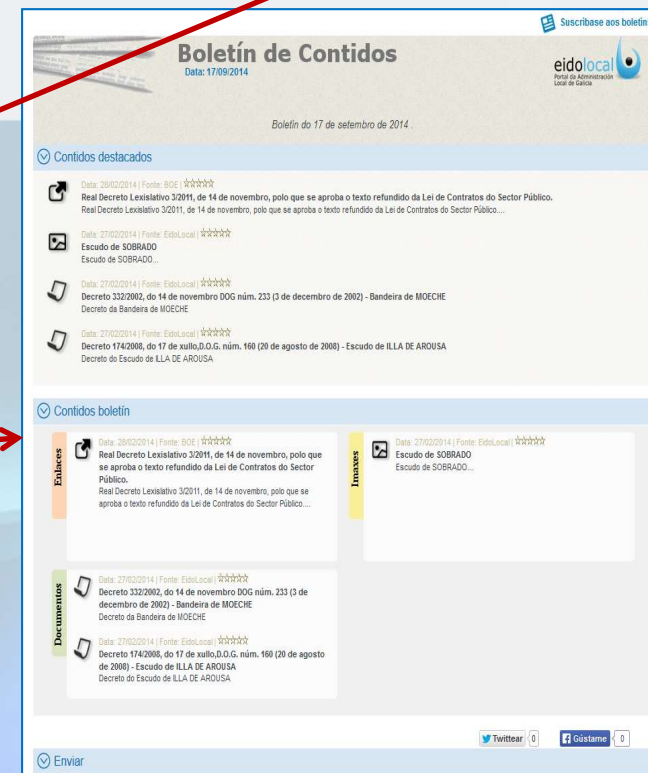 Suscribase aos boletin
Boletín de Contidos
Data: 17/09/2014
eidolocal
Portal da Administración
Local de Galicia
Boletín do 17 de setembro de 2014 .
Contidos destacados
Data: 28/02/2014 | Fonte: BOE |
Real Decreto Lexislativo 3/2011, de 14 de novembro, polo que se aproba o texto refundido da Lei de Contratos do Sector Público.
Real Decreto Lexislativo 3/2011, de 14 de novembro, polo que se aproba o texto refundido da Lei de Contratos do Sector Público....
Data: 27/02/2014 | Fonte: EidoLocal |
Escudo de SOBRADO
Escudo de SOBRADO...
Data: 27/02/2014 | Fonte: EidoLocal |
Decreto 332/2002, do 14 de novembro DOG núm. 233 (3 de decembro de 2002) - Bandeira de MOECHE
Decreto da Bandeira de MOECHE
Data: 27/02/2014 | Fonte: EidoLocal |
Decreto 174/2008, do 17 de xullo,D.O.G. núm. 160 (20 de agosto de 2008) - Escudo de ILLA DE AROUSA
Decreto do Escudo de ILLA DE AROUSA
Contidos boletín
Enlaces
Data: 28/02/2014 | Fonte: BOE |
Real Decreto Lexislativo 3/2011, de 14 de novembro, polo que
se aproba o texto refundido da Lei de Contratos do Sector
Público.
Real Decreto Lexislativo 3/2011, de 14 de novembro, polo que se
aproba o texto refundido da Lei de Contratos do Sector Público....
Imaxes
Data: 27/02/2014 | Fonte: EidoLocal |
Escudo de SOBRADO
Escudo de SOBRADO...
Documentos
Data: 27/02/2014 | Fonte: EidoLocal |
Decreto 332/2002, do 14 de novembro DOG núm. 233 (3 de
decembro de 2002) - Bandeira de MOECHE
Decreto da Bandeira de MOECHE
Data: 27/02/2014 | Fonte: EidoLocal |
Decreto 174/2008, do 17 de xullo,D.O.G. núm. 160 (20 de agosto
de 2008) - Escudo de ILLA DE AROUSA
Decreto do Escudo de ILLA DE AROUSA
Twittear 0
Gústame 0
Enviar